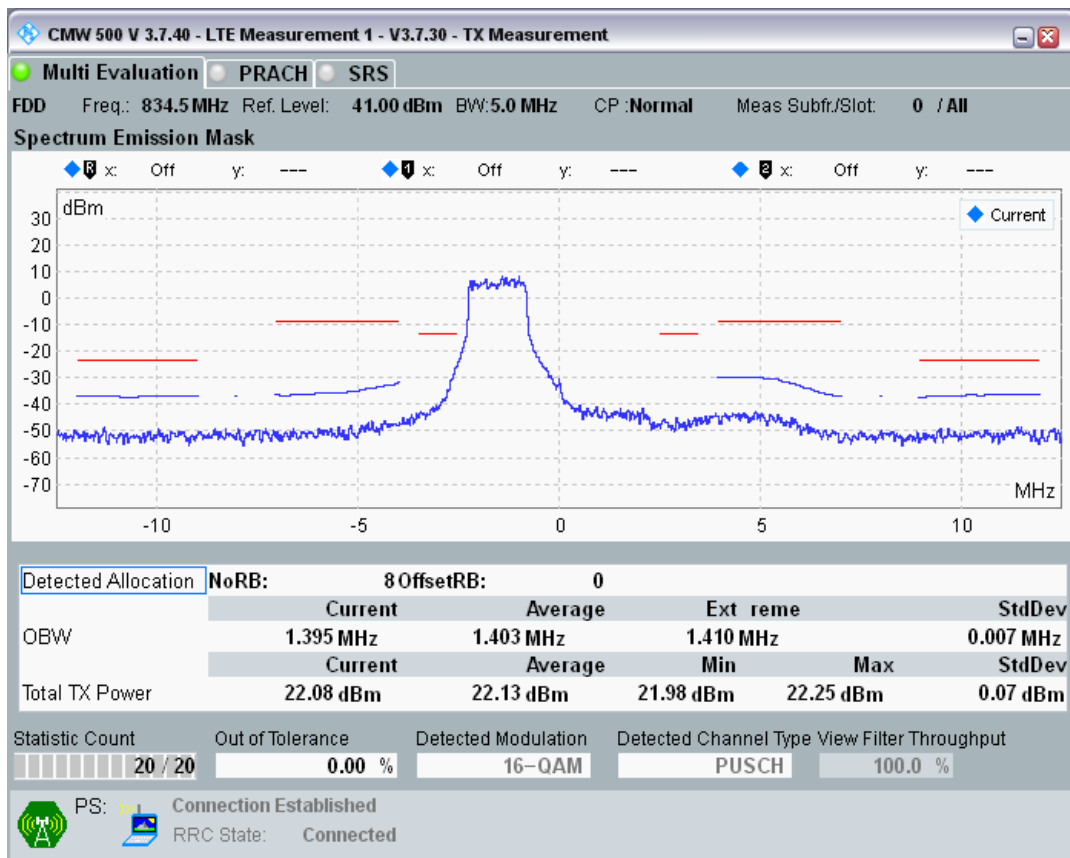 CMW 500 V 3.7.40 - LTE Measurement 1 - V3.7.30 - TX Measurement
Multi Evaluation PRACH SRS
FDD Freq.: 834.5 MHz Ref. Level: 41.00 dBm BW:5.0 MHz CP :Normal Meas Subfr./Slot: 0 / All
Spectrum Emission Mask
R x: Off y: --- 1 x: Off y: --- 2 x: Off y: ---
dBm
Current
30
20
10
0
-10
-20
-30
-40
-50
-60
-70
MHz
-10 -5 0 5 10
Detected Allocation NoRB: 8 OffsetRB: 0
Current Average Ext reme StdDev
OBW 1.395 MHz 1.403 MHz 1.410 MHz 0.007 MHz
Current Average Min Max StdDev
Total TX Power 22.08 dBm 22.13 dBm 21.98 dBm 22.25 dBm 0.07 dBm
Statistic Count Out of Tolerance Detected Modulation Detected Channel Type View Filter Throughput
20 / 20 0.00 % 16-QAM PUSCH 100.0 %
PS: Connection Established
RRC State: Connected